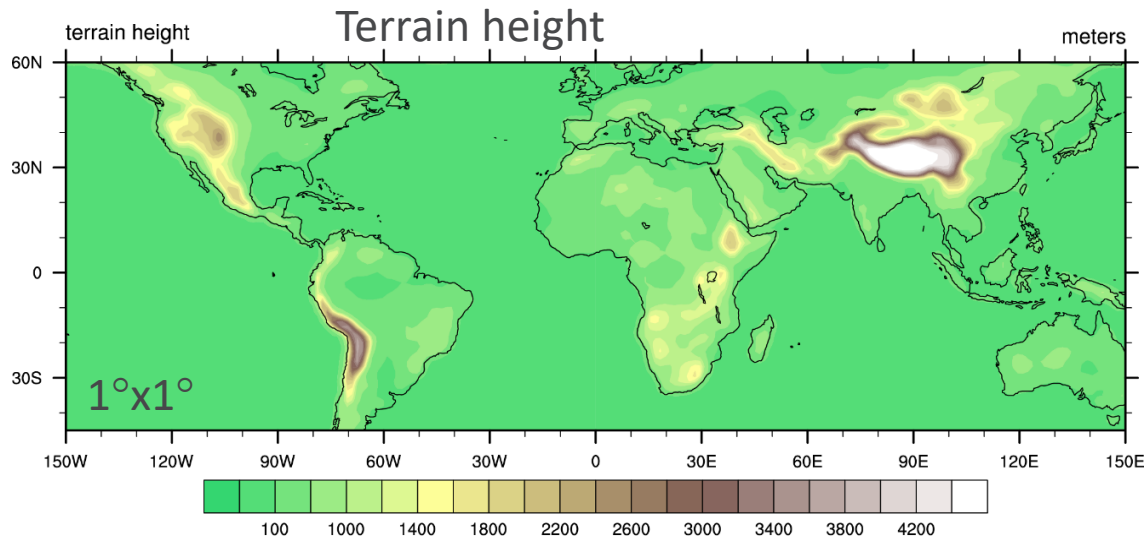 Terrain height
terrain height
meters
60N
30N
0
30S
1°x1°
150W 120W 90W 60W 30W 0 30E 60E 90E 120E 150E
100 1000 1400 1800 2200 2600 3000 3400 3800 4200